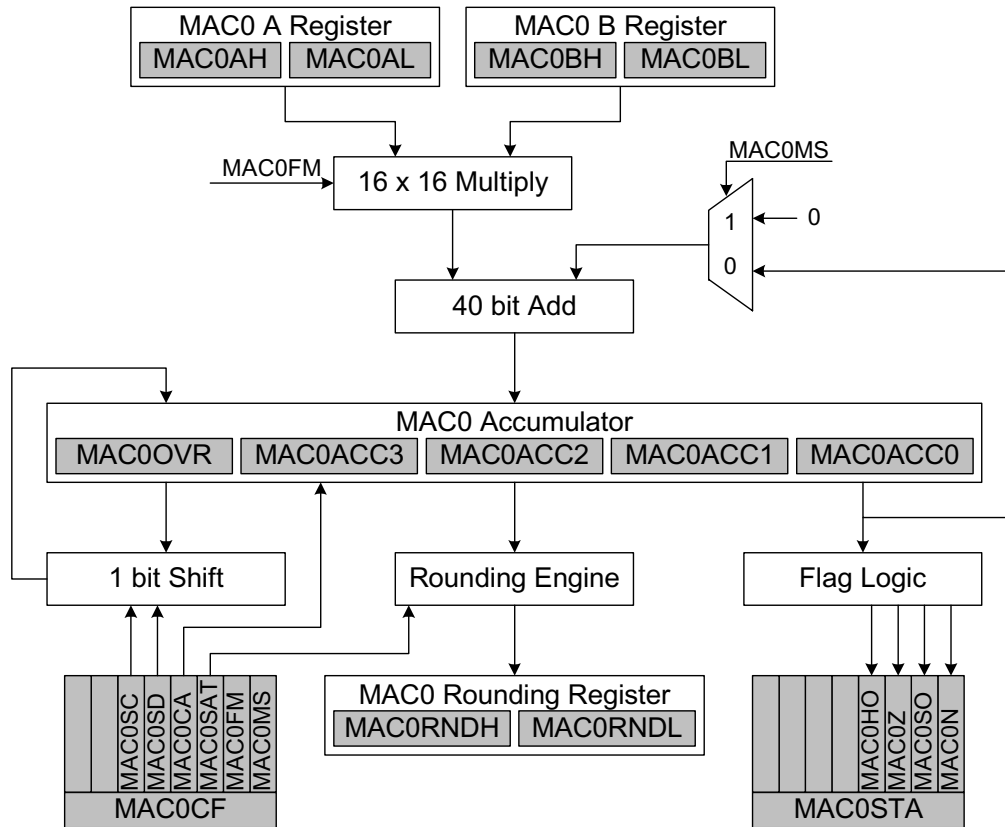 MAC0 A Register
MAC0AH MAC0AL
MAC0 B Register
MAC0BH MAC0BL
MAC0FM
16 x 16 Multiply
MAC0MS
1
0
0
40 bit Add
MAC0 Accumulator
MAC0OVR MAC0ACC3 MAC0ACC2 MAC0ACC1 MAC0ACC0
1 bit Shift
Rounding Engine
Flag Logic
MAC0SC
MAC0SD
MAC0CA
MAC0SAT
MAC0FM
MAC0MS
MAC0CF
MAC0 Rounding Register
MAC0RNDH MAC0RNDL
MAC0HO
MAC0Z
MAC0SO
MAC0N
MAC0STA